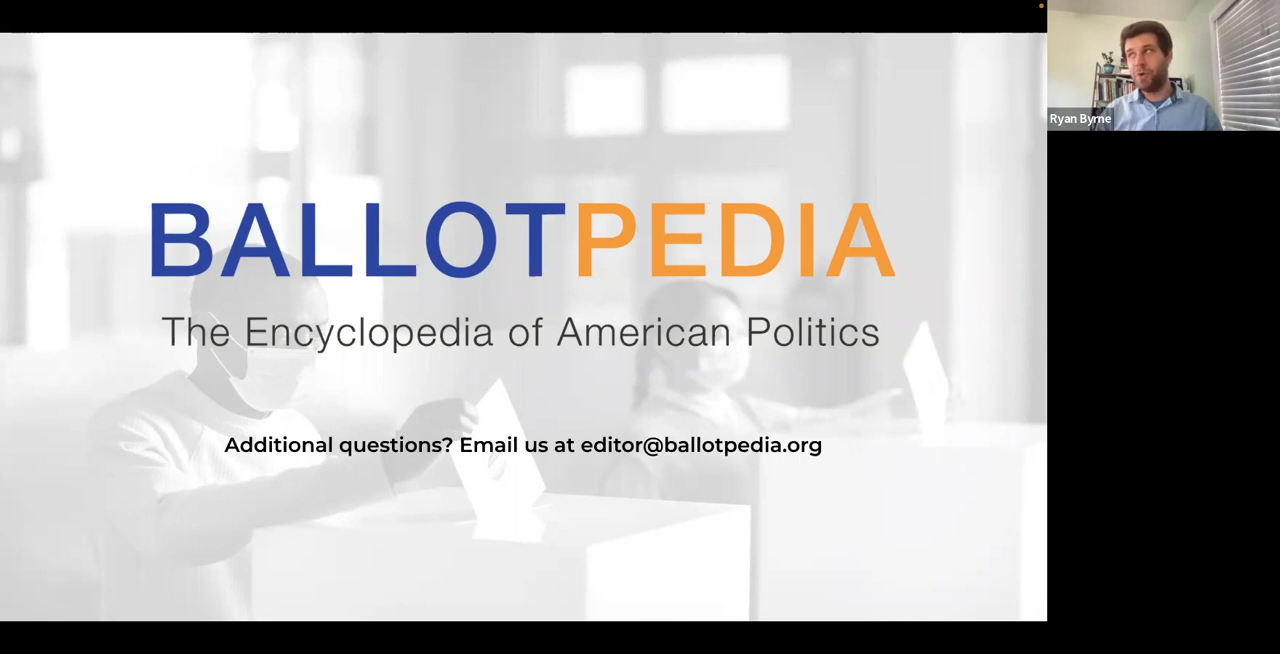 BALLOTPEDIA
The Encyclopedia of American Politics
Additional questions? Email us at editor@ballotpedia.org
Ryan Byrne